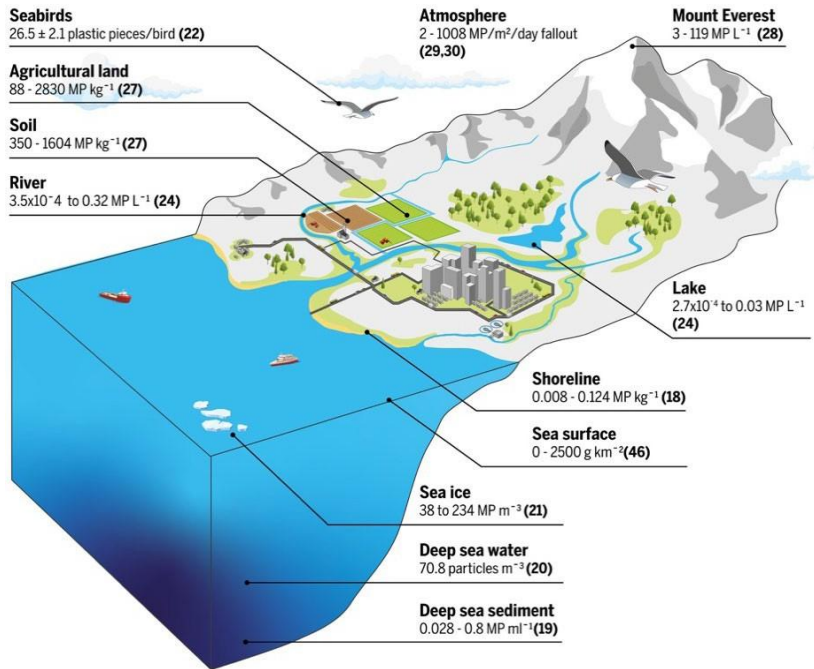 Seabirds
26.5 ± 2.1 plastic pieces/bird (22)
Atmosphere
2 - 1008 MP/m²/day fallout
(29,30)
Mount Everest
3 - 119 MP L⁻¹ (28)
Agricultural land
88 - 2830 MP kg⁻¹ (27)
Soil
350 - 1604 MP kg⁻¹ (27)
River
3.5x10⁻4 to 0.32 MP L⁻¹ (24)
Lake
2.7x10⁻⁴ to 0.03 MP L⁻¹
(24)
Shoreline
0.008 - 0.124 MP kg⁻¹ (18)
Sea surface
0 - 2500 g km⁻²(46)
Sea ice
38 to 234 MP m⁻³ (21)
Deep sea water
70.8 particles m⁻³ (20)
Deep sea sediment
0.028 - 0.8 MP ml⁻¹(19)